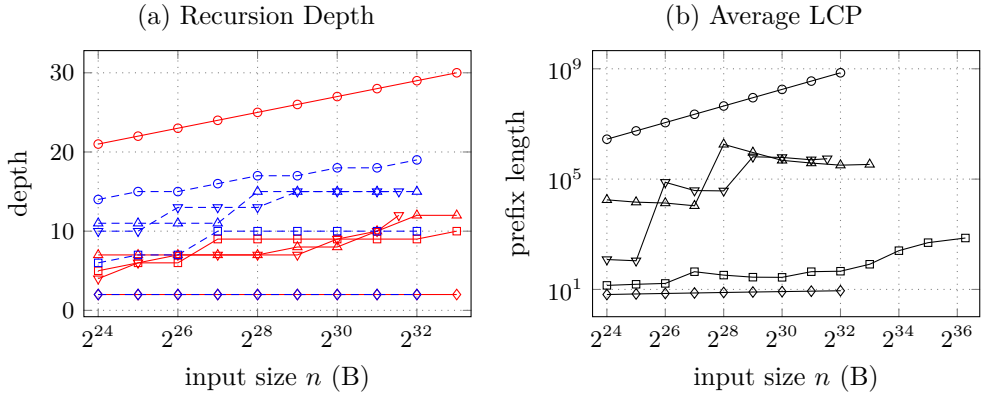 (a) Recursion Depth
30
20
10
0
depth
2^24 2^26 2^28 2^30 2^32
input size n (B)
(b) Average LCP
10^9
10^5
10^1
prefix length
2^24 2^26 2^28 2^30 2^32 2^34 2^36
input size n (B)